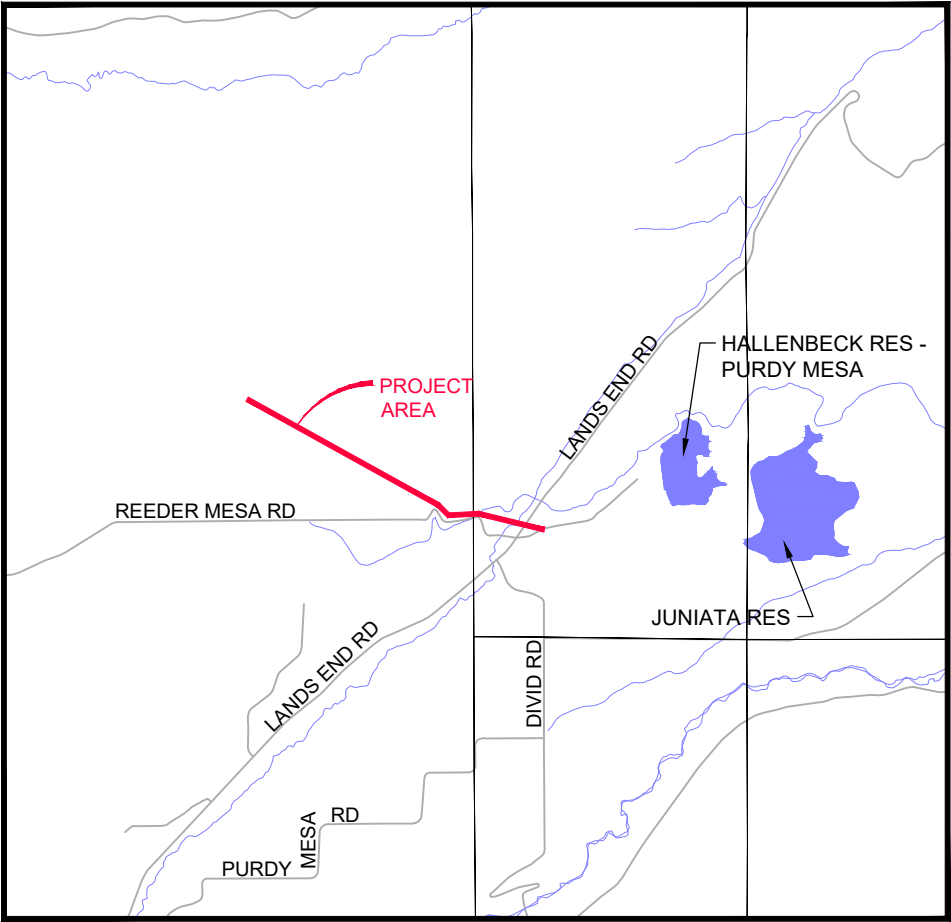 HALLENBECK RES -
PURDY MESA
LANDS END RD
PROJECT
AREA
REEDER MESA RD
JUNIATA RES
LANDS END RD
DIVID RD
PURDY MESA RD